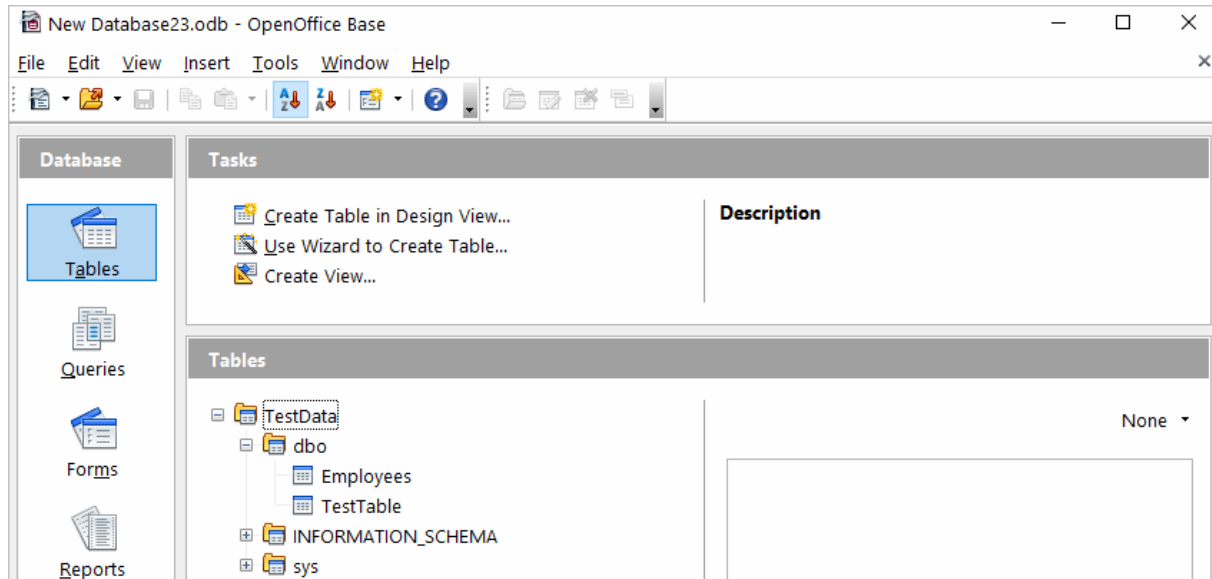 New Database23.odb - OpenOffice Base
File Edit View Insert Tools Window Help
Database
Tables
Queries
Forms
Reports
Tasks
Create Table in Design View...
Use Wizard to Create Table...
Create View...
Description
Tables
TestData
dbo
Employees
TestTable
INFORMATION_SCHEMA
sys
None